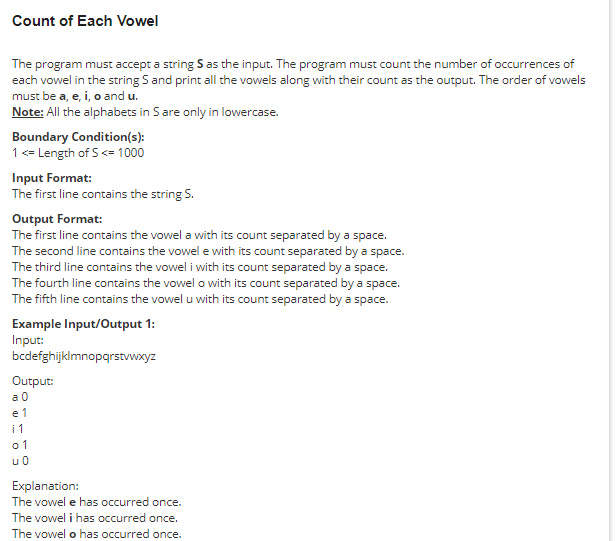 Count of Each Vowel
The program must accept a string S as the input. The program must count the number of occurrences of
each vowel in the string S and print all the vowels along with their count as the output. The order of vowels
must be a, e, i, o and u.
Note: All the alphabets in S are only in lowercase.
Boundary Condition(s):
1 <= Length of S <= 1000
Input Format:
The first line contains the string S.
Output Format:
The first line contains the vowel a with its count separated by a space.
The second line contains the vowel e with its count separated by a space.
The third line contains the vowel i with its count separated by a space.
The fourth line contains the vowel o with its count separated by a space.
The fifth line contains the vowel u with its count separated by a space.
Example Input/Output 1:
Input:
bcdefghijklmnopqrstvwxyz
Output:
a 0
e 1
i 1
o 1
u 0
Explanation:
The vowel e has occurred once.
The vowel i has occurred once.
The vowel o has occurred once.